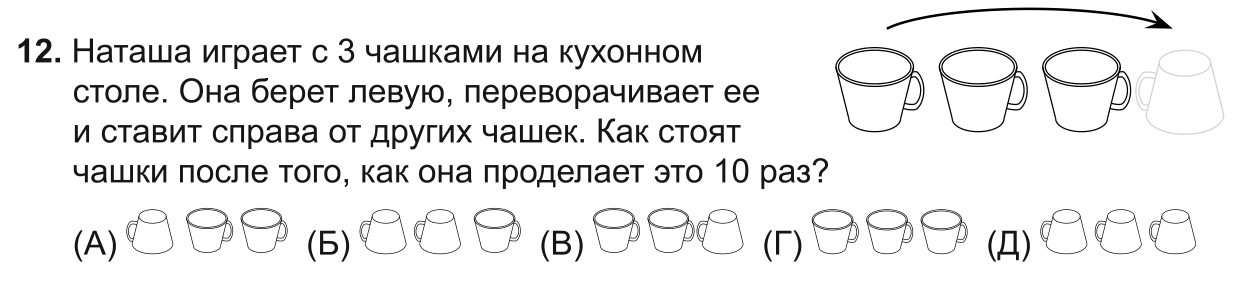 12. Наташа играет с 3 чашками на кухонном
столе. Она берет левую, переворачивает ее
и ставит справа от других чашек. Как стоят
чашки после того, как она проделает это 10 раз?
(А) (Б) (В) (Г) (Д)